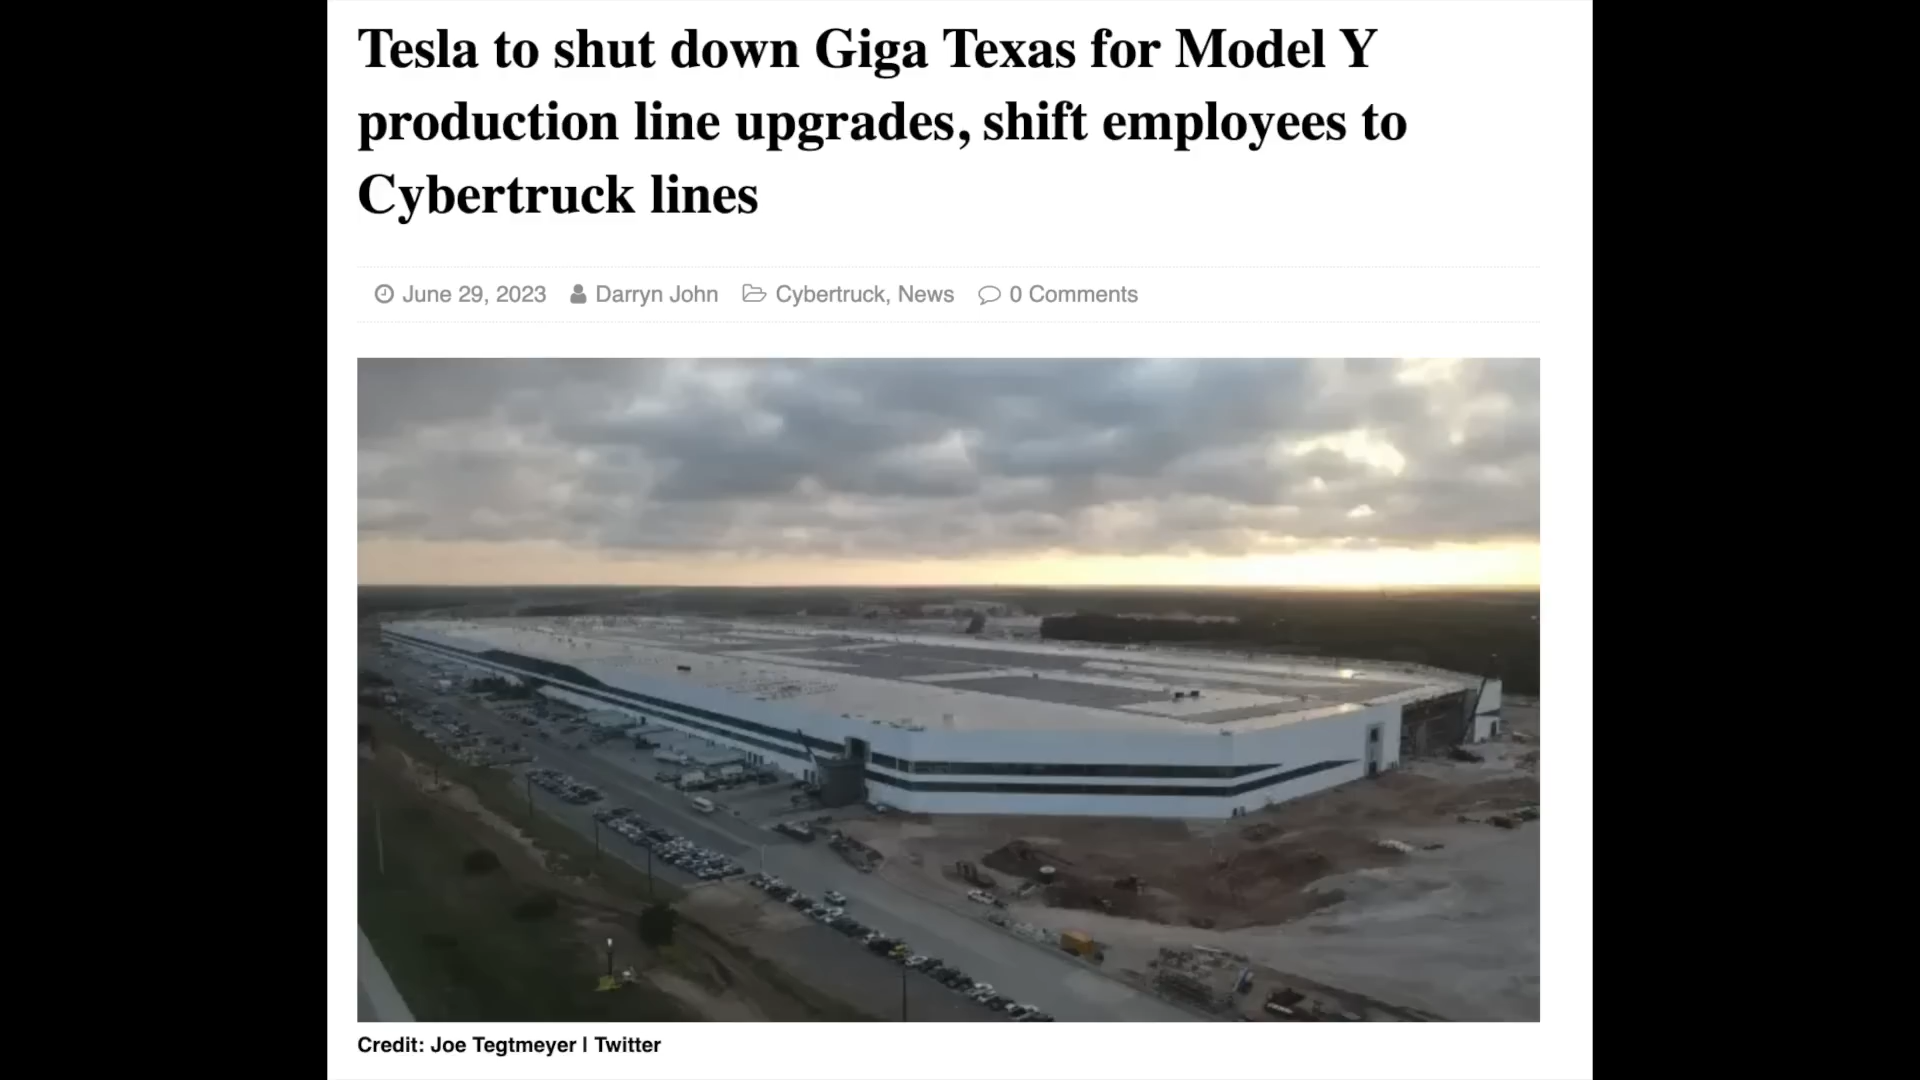 Tesla to shut down Giga Texas for Model Y
production line upgrades, shift employees to
Cybertruck lines
June 29, 2023 Darryn John Cybertruck, News 0 Comments
Credit: Joe Tegtmeyer | Twitter